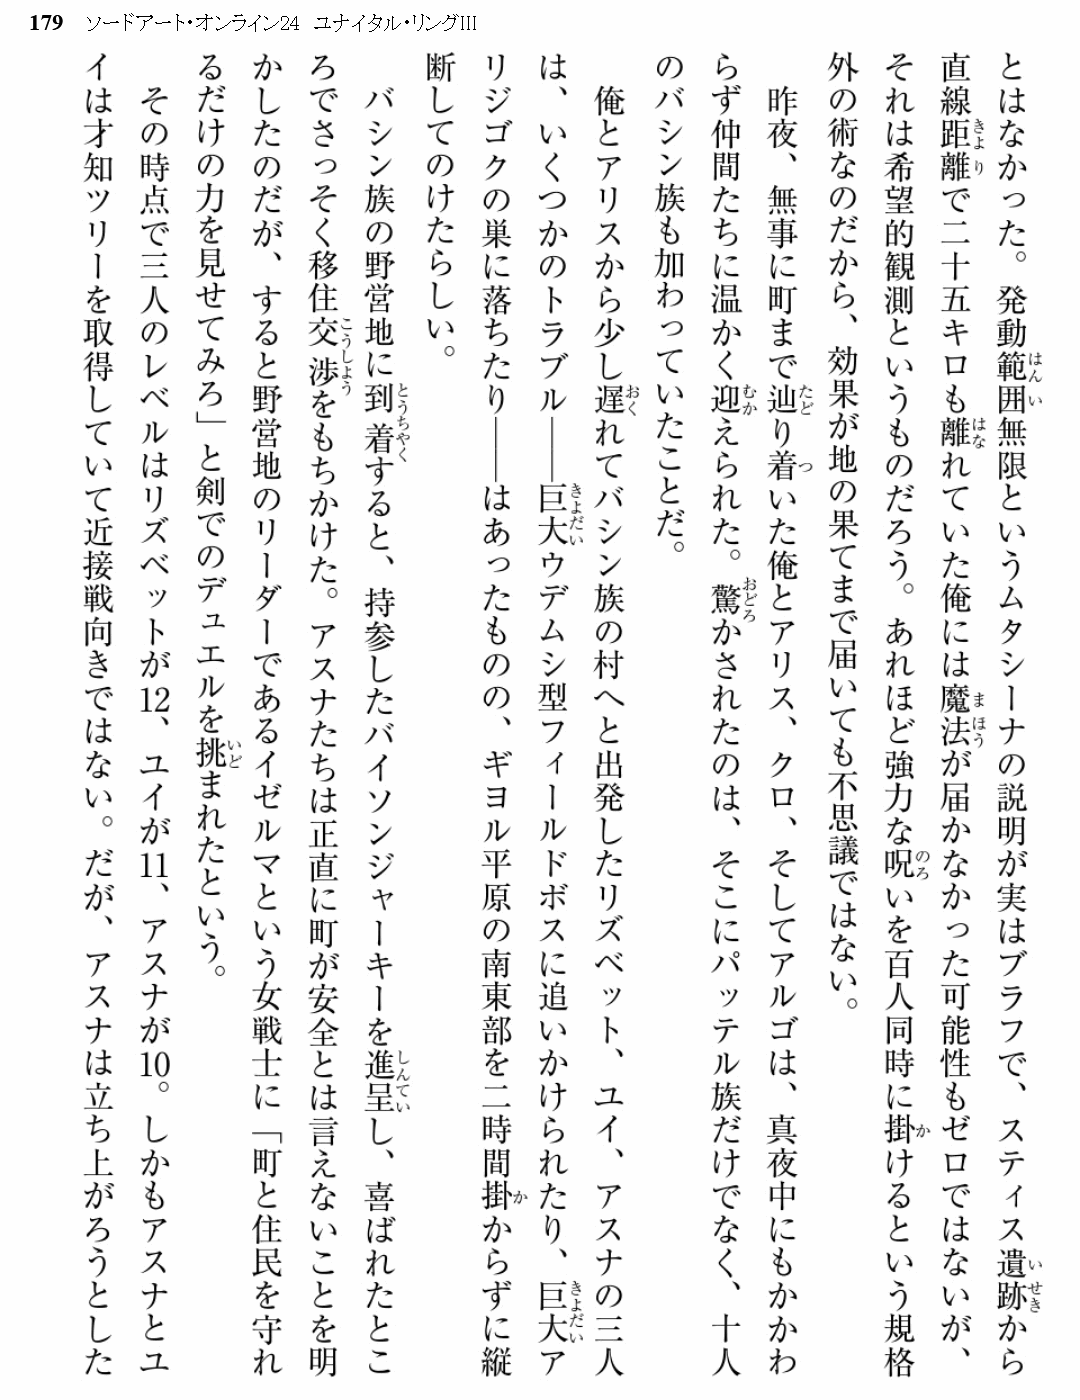 179 ソードアート・オンライン24 ユナイタル・リングIII
とはなかった。発動範囲無限というムタシーナの説明が実はブラフで、スティス遺跡から
直線距離で二十五キロも離れていた俺には魔法が届かなかった可能性もゼロではないが、
それは希望的観測というものだろう。あれほど強力な呪いを百人同時に掛けるという規格
外の術なのだから、効果が地の果てまで届いても不思議ではない。
昨夜、無事に町まで辿り着いた俺とアリス、クロ、そしてアルゴは、真夜中にもかかわ
らず仲間たちに温かく迎えられた。驚かされたのは、そこにパッテル族だけでなく、十人
のバシン族も加わっていたことだ。
俺とアリスから少し遅れてバシン族の村へと出発したリズベット、ユイ、アスナの三人
は、いくつかのトラブル――巨大ゥデムシ型フィールドボスに追いかけられたり、巨大ア
リジゴクの巣に落ちたり――はあったものの、ギヨル平原の南東部を二時間掛からずに縦
断してのけたらしい。
バシン族の野営地に到着すると、持参したバイソンジャーキーを進呈し、喜ばれたとこ
ろでさっそく移住交渉をもちかけた。アスナたちは正直に町が安全とは言えないことを明
かしたのだが、すると野営地のリーダーであるイゼルマという女戦士に「町と住民を守れ
るだけの力を見せてみろ」と剣でのデュエルを挑まれたという。
その時点で三人のレベルはリズベットが12、ユイが11、アスナが10。しかもアスナとユ
イは才知ツリーを取得していて近接戦向きではない。だが、アスナは立ち上がろうとした